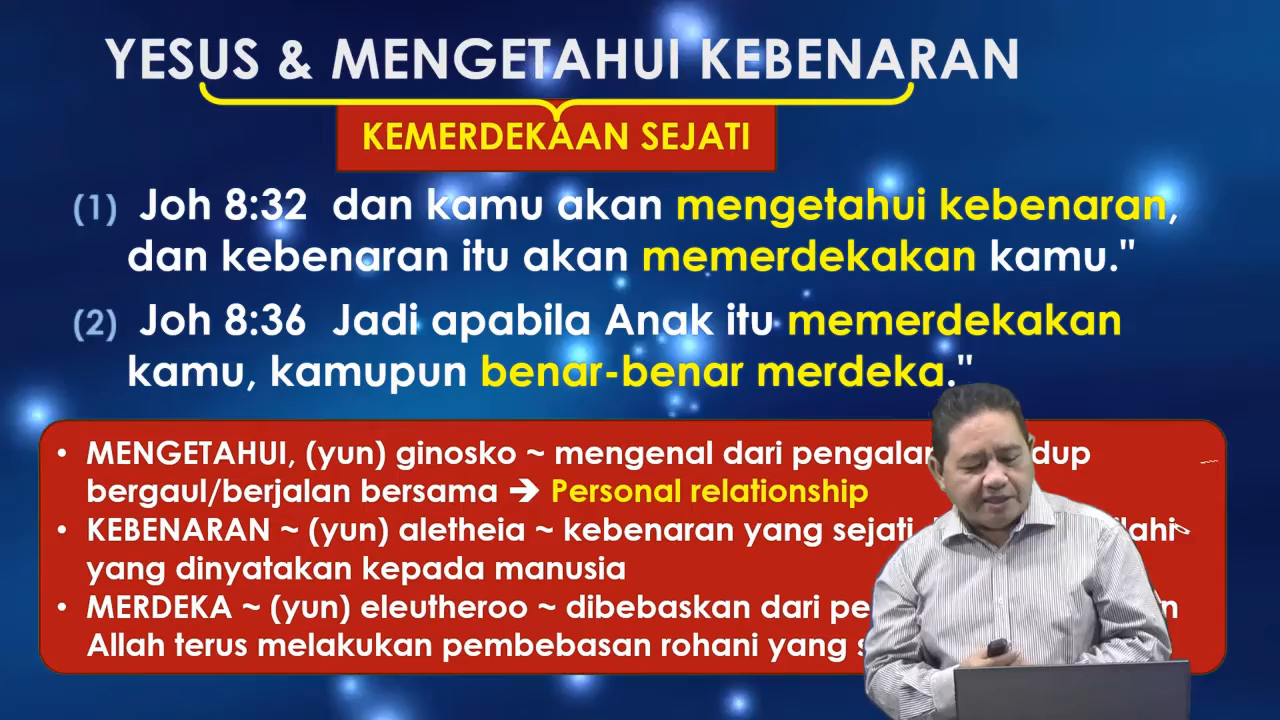 YESUS & MENGETAHUI KEBENARAN
KEMERDEKAAN SEJATI
(1) Joh 8:32 dan kamu akan mengetahui kebenaran,
dan kebenaran itu akan memerdekakan kamu."
(2) Joh 8:36 Jadi apabila Anak itu memerdekakan
kamu, kamupun benar-benar merdeka."
• MENGETAHUI, (yun) ginosko ~ mengenal dari
bergaul/berjalan bersama ➔ Personal relationship
• KEBENARAN ~ (yun) aletheia ~ kebenaran yang sejati
yang dinyatakan kepada manusia
• MERDEKA ~ (yun) eleutheroo ~ dibebaskan dari
Allah terus melakukan pembebasan rohani yang